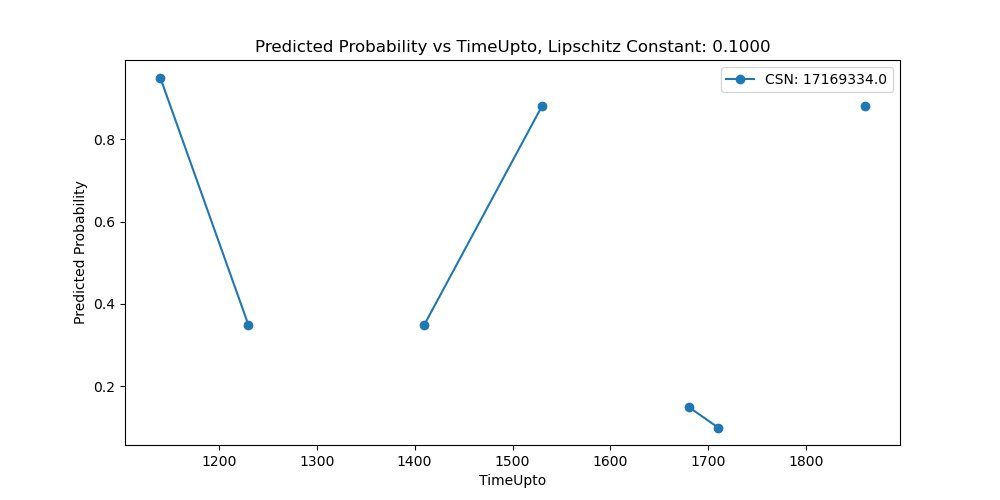 Predicted Probability vs TimeUpto, Lipschitz Constant: 0.1000
CSN: 17169334.0
Predicted Probability
0.8
0.6
0.4
0.2
1200 1300 1400 1500 1600 1700 1800
TimeUpto